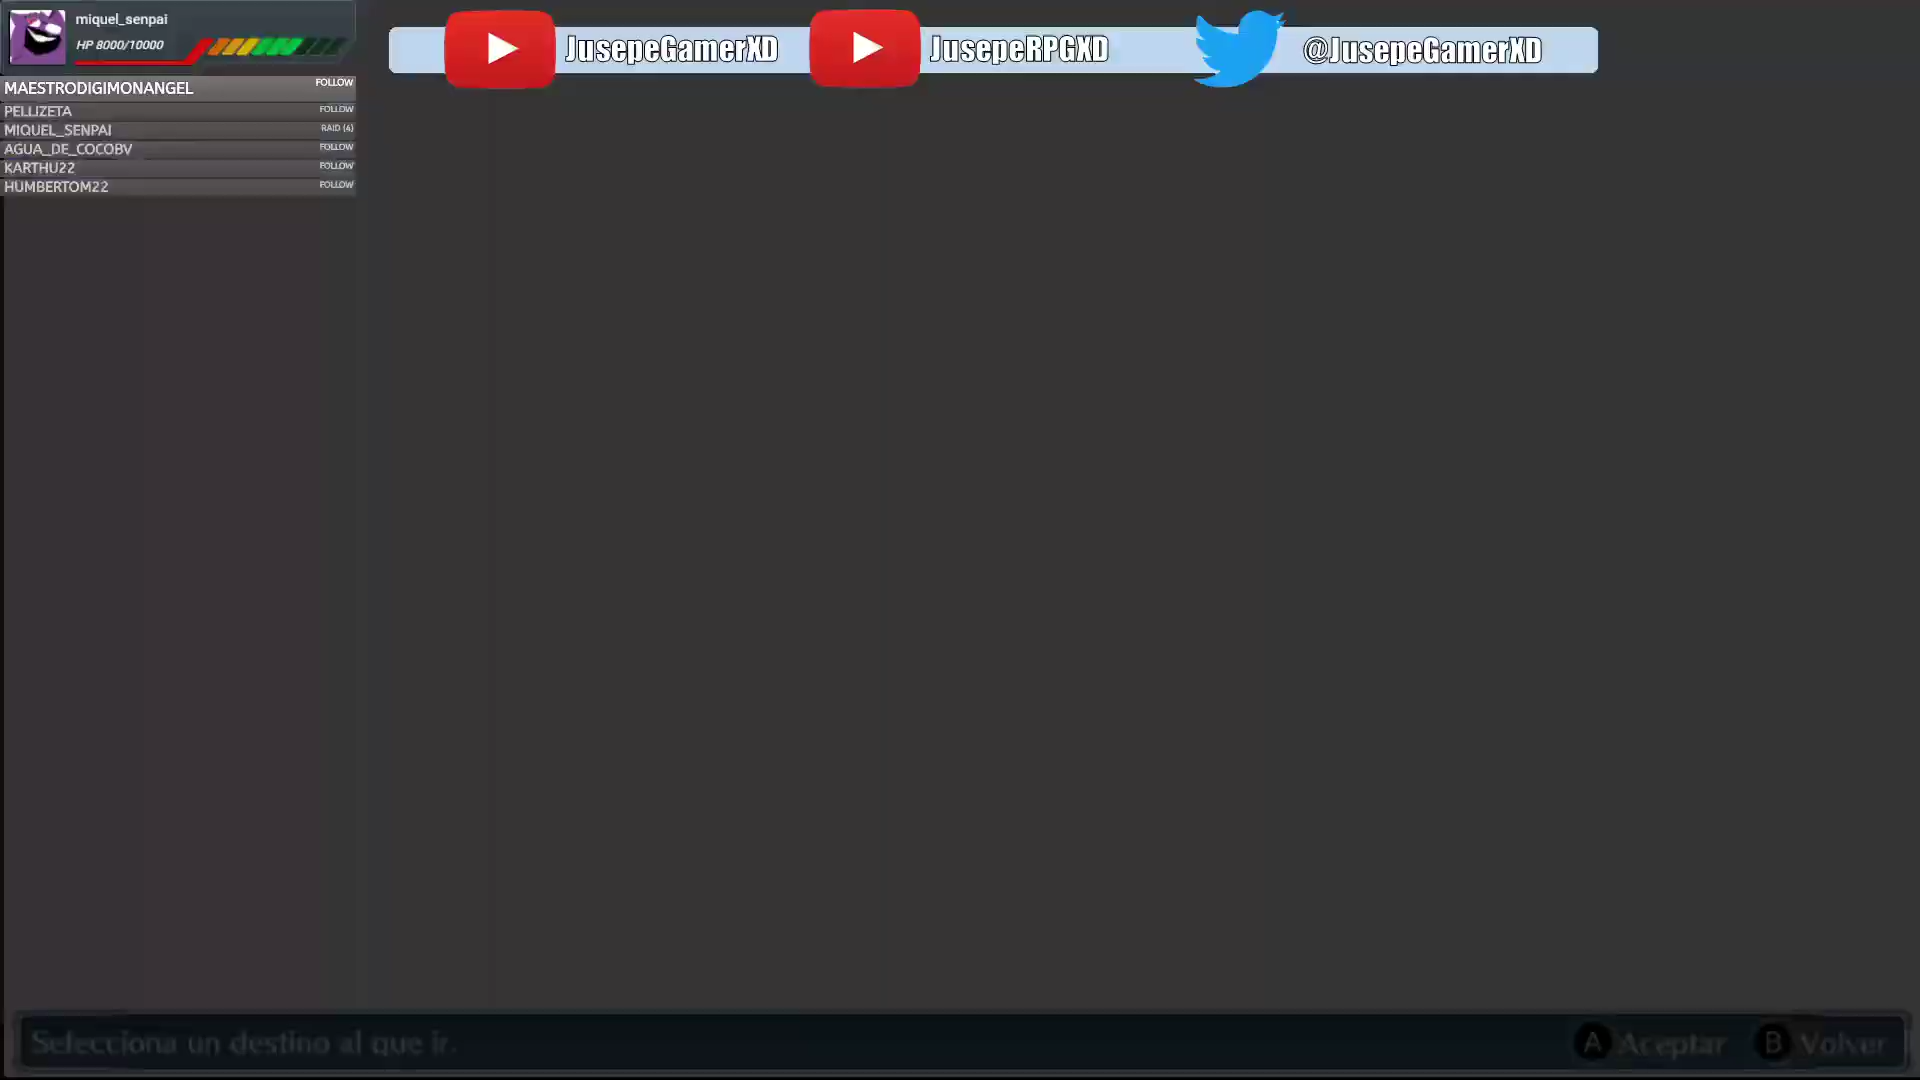 miquel_senpai
HP 8000/10000
JusepeGamerXD
JusepeRPGXD
@JusepeGamerXD
MAESTRODIGIMONANGEL FOLLOW
PELLIZETA FOLLOW
MIQUEL_SENPAI RAID (4)
AGUA_DE_COCOBV FOLLOW
KARTHU22 FOLLOW
HUMBERTOM22 FOLLOW
Selecciona un destino al que ir. A Aceptar B Volver